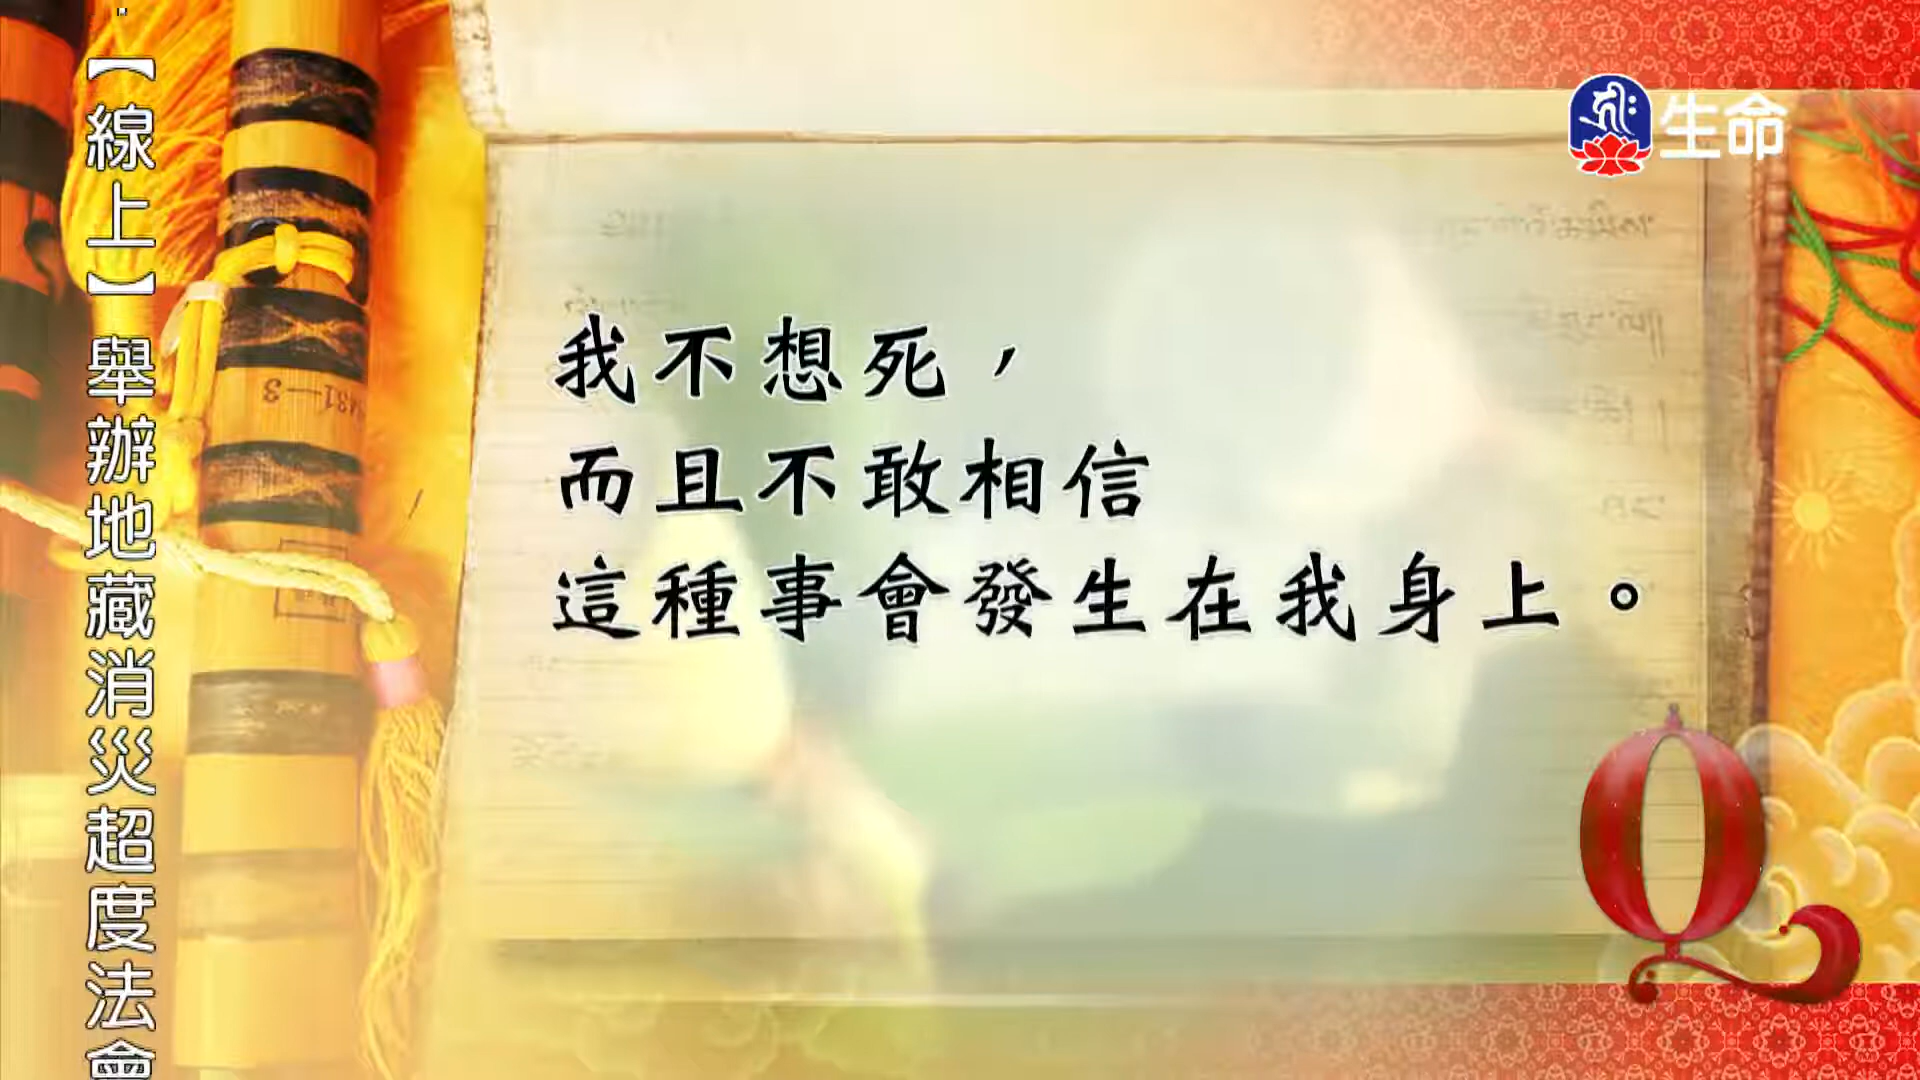 【線上】舉辦地藏消災超度法會
生命
我不想死，
而且不敢相信
這種事會發生在我身上。
Q